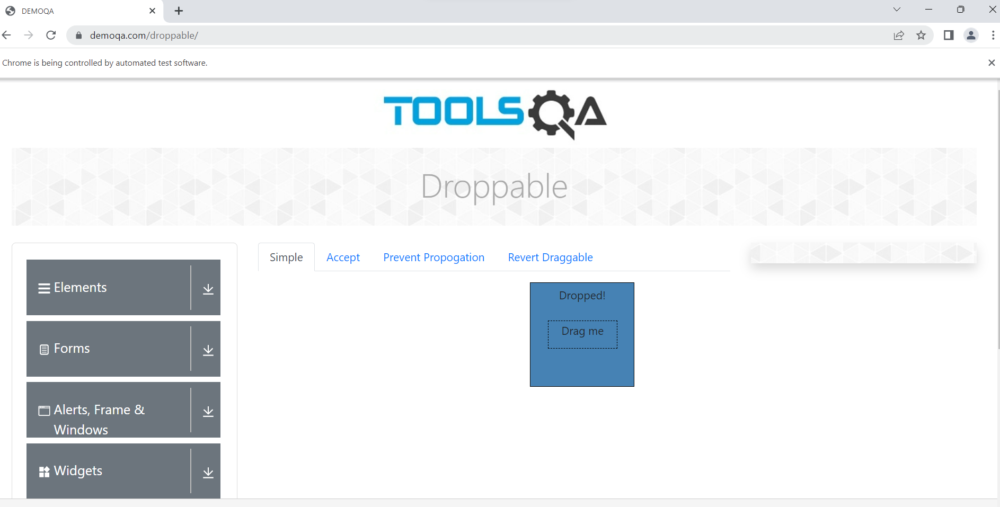 DEMOQA
demoqa.com/droppable/
Chrome is being controlled by automated test software.
TOOLSQA
Droppable
Elements
Forms
Alerts, Frame &
Windows
Widgets
Simple Accept Prevent Propogation Revert Draggable
Dropped!
Drag me